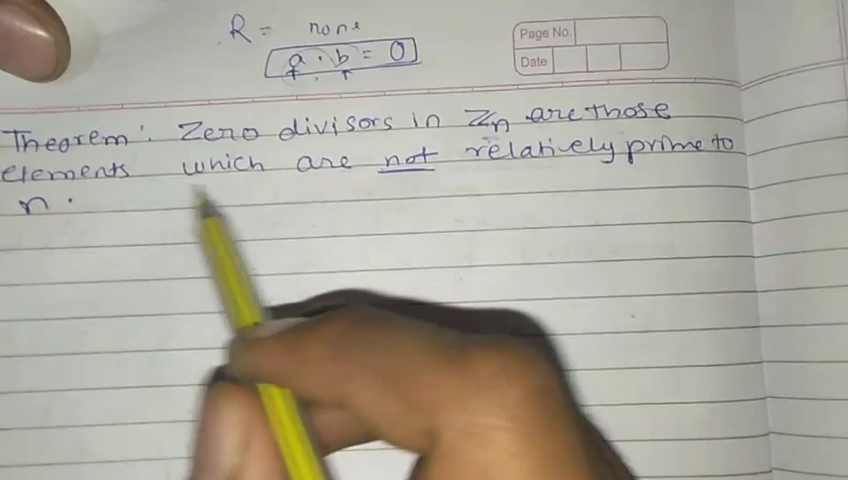 R = none
a . b = 0
Page No.
Date
Theorem: Zero divisors in Zn are those
elements which are not relatively prime to
n.